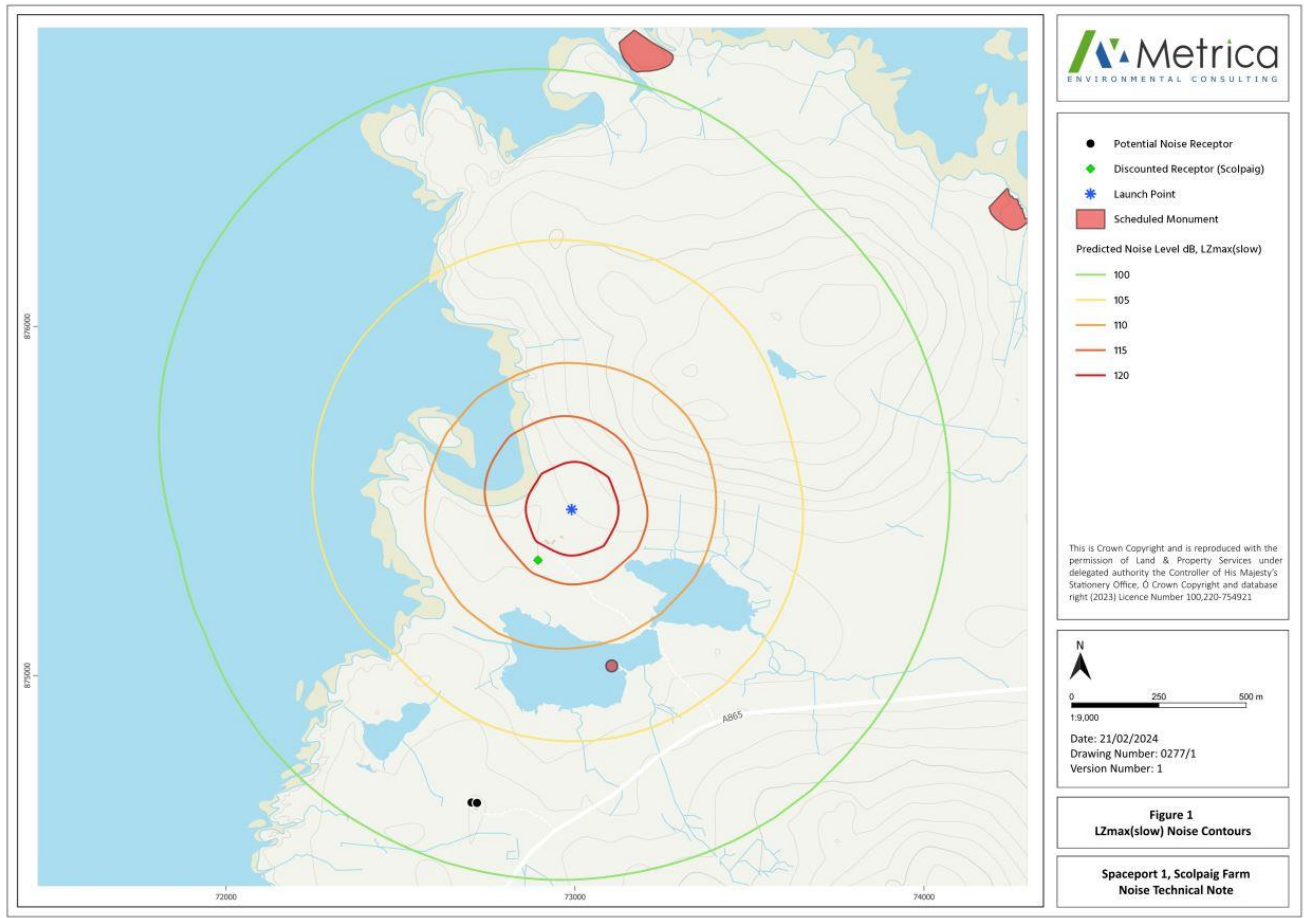 Metrica
ENVIRONMENTAL CONSULTING
Potential Noise Receptor
Discounted Receptor (Scolpaig)
Launch Point
Scheduled Monument
Predicted Noise Level dB, LZmax(slow)
100
105
110
115
120
This is Crown Copyright and is reproduced with the
permission of Land & Property Services under
delegated authority the Controller of His Majesty's
Stationery Office, Ó Crown Copyright and database
right (2023) Licence Number 100,220-754921
N
0 250 500 m
1:9,000
Date: 21/02/2024
Drawing Number: 0277/1
Version Number: 1
Figure 1
LZmax(slow) Noise Contours
Spaceport 1, Scolpaig Farm
Noise Technical Note
876000
875000
A865
72000 73000 74000